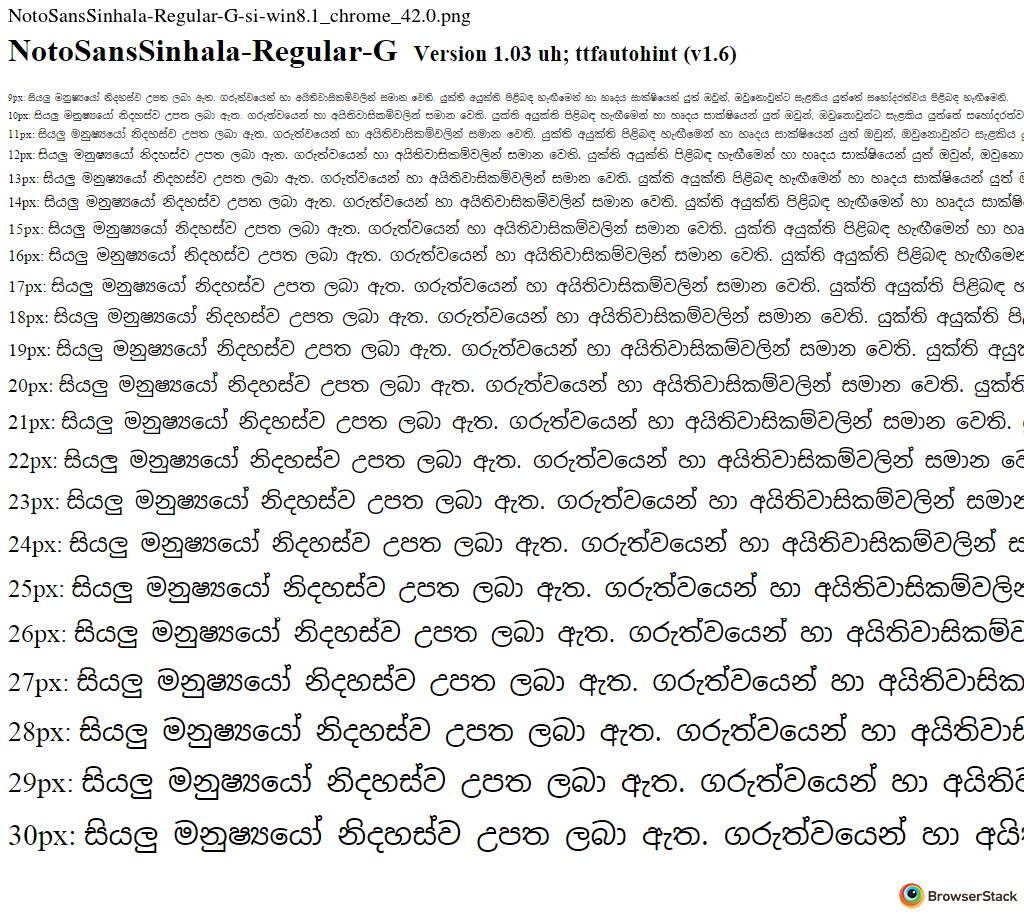 NotoSansSinhala-Regular-G-si-win8.1_chrome_42.0.png
NotoSansSinhala-Regular-G Version 1.03 uh; ttfautohint (v1.6)
9px: සියලු මනුෂ්‍යයෝ නිදහස්ව උපත ලබා ඇත. ගරුත්වයෙන් හා අයිතිවාසිකම්වලින් සමාන වෙති. යුක්ති අයුක්ති පිළිබඳ හැඟීමෙන් හා හෘදය සාක්ෂියෙන් යුත් ඔවුන්, ඔවුනොවුන්ට සැළකිය යුත්තේ සහෝදරත්වය පිළිබඳ හැඟීමෙනි.
10px: සියලු මනුෂ්‍යයෝ නිදහස්ව උපත ලබා ඇත. ගරුත්වයෙන් හා අයිතිවාසිකම්වලින් සමාන වෙති. යුක්ති අයුක්ති පිළිබඳ හැඟීමෙන් හා හෘදය සාක්ෂියෙන් යුත් ඔවුන්, ඔවුනොවුන්ට සැළකිය යුත්තේ
11px: සියලු මනුෂ්‍යයෝ නිදහස්ව උපත ලබා ඇත. ගරුත්වයෙන් හා අයිතිවාසිකම්වලින් සමාන වෙති. යුක්ති අයුක්ති පිළිබඳ හැඟීමෙන් හා හෘදය සාක්ෂියෙන් යුත් ඔවුන්, ඔවුනොවුන්ට සැළකිය
12px: සියලු මනුෂ්‍යයෝ නිදහස්ව උපත ලබා ඇත. ගරුත්වයෙන් හා අයිතිවාසිකම්වලින් සමාන වෙති. යුක්ති අයුක්ති පිළිබඳ හැඟීමෙන් හා හෘදය සාක්ෂියෙන් යුත් ඔවුන්, ඔවුනො
13px: සියලු මනුෂ්‍යයෝ නිදහස්ව උපත ලබා ඇත. ගරුත්වයෙන් හා අයිතිවාසිකම්වලින් සමාන වෙති. යුක්ති අයුක්ති පිළිබඳ හැඟීමෙන් හා හෘදය සාක්ෂියෙන් යුත්
14px: සියලු මනුෂ්‍යයෝ නිදහස්ව උපත ලබා ඇත. ගරුත්වයෙන් හා අයිතිවාසිකම්වලින් සමාන වෙති. යුක්ති අයුක්ති පිළිබඳ හැඟීමෙන් හා හෘදය
15px: සියලු මනුෂ්‍යයෝ නිදහස්ව උපත ලබා ඇත. ගරුත්වයෙන් හා අයිතිවාසිකම්වලින් සමාන වෙති. යුක්ති අයුක්ති පිළිබඳ හැඟීමෙන් හා
16px: සියලු මනුෂ්‍යයෝ නිදහස්ව උපත ලබා ඇත. ගරුත්වයෙන් හා අයිතිවාසිකම්වලින් සමාන වෙති. යුක්ති අයුක්ති පිළිබඳ
17px: සියලු මනුෂ්‍යයෝ නිදහස්ව උපත ලබා ඇත. ගරුත්වයෙන් හා අයිතිවාසිකම්වලින් සමාන වෙති. යුක්ති අයුක්ති පිළිබඳ
18px: සියලු මනුෂ්‍යයෝ නිදහස්ව උපත ලබා ඇත. ගරුත්වයෙන් හා අයිතිවාසිකම්වලින් සමාන වෙති. යුක්ති අයුක්ති
19px: සියලු මනුෂ්‍යයෝ නිදහස්ව උපත ලබා ඇත. ගරුත්වයෙන් හා අයිතිවාසිකම්වලින් සමාන වෙති. යුක්ති
20px: සියලු මනුෂ්‍යයෝ නිදහස්ව උපත ලබා ඇත. ගරුත්වයෙන් හා අයිතිවාසිකම්වලින් සමාන වෙති. යුක්ති
21px: සියලු මනුෂ්‍යයෝ නිදහස්ව උපත ලබා ඇත. ගරුත්වයෙන් හා අයිතිවාසිකම්වලින් සමාන වෙති.
22px: සියලු මනුෂ්‍යයෝ නිදහස්ව උපත ලබා ඇත. ගරුත්වයෙන් හා අයිතිවාසිකම්වලින් සමාන
23px: සියලු මනුෂ්‍යයෝ නිදහස්ව උපත ලබා ඇත. ගරුත්වයෙන් හා අයිතිවාසිකම්වලින් සමාන
24px: සියලු මනුෂ්‍යයෝ නිදහස්ව උපත ලබා ඇත. ගරුත්වයෙන් හා අයිතිවාසිකම්වලින්
25px: සියලු මනුෂ්‍යයෝ නිදහස්ව උපත ලබා ඇත. ගරුත්වයෙන් හා අයිතිවාසිකම්වලින්
26px: සියලු මනුෂ්‍යයෝ නිදහස්ව උපත ලබා ඇත. ගරුත්වයෙන් හා අයිතිවාසිකම්ව
27px: සියලු මනුෂ්‍යයෝ නිදහස්ව උපත ලබා ඇත. ගරුත්වයෙන් හා අයිතිවාසික
28px: සියලු මනුෂ්‍යයෝ නිදහස්ව උපත ලබා ඇත. ගරුත්වයෙන් හා අයිතිවාසි
29px: සියලු මනුෂ්‍යයෝ නිදහස්ව උපත ලබා ඇත. ගරුත්වයෙන් හා අයිතිව
30px: සියලු මනුෂ්‍යයෝ නිදහස්ව උපත ලබා ඇත. ගරුත්වයෙන් හා අයිති
BrowserStack